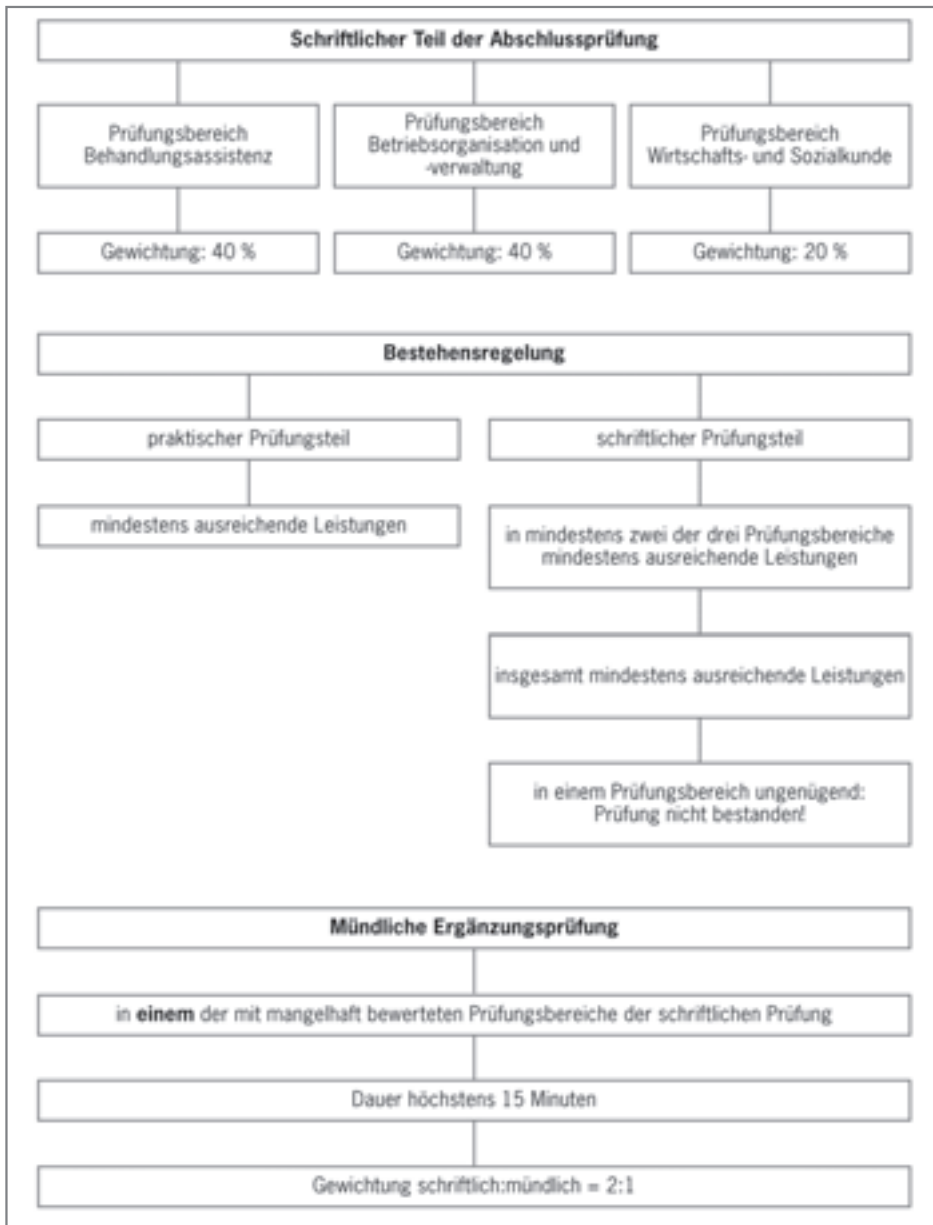 Schriftlicher Teil der Abschlussprüfung
Prüfungsbereich
Behandlungsassistenz
Prüfungsbereich
Betriebsorganisation und
-verwaltung
Prüfungsbereich
Wirtschafts- und Sozialkunde
Gewichtung: 40 %
Gewichtung: 40 %
Gewichtung: 20 %
Bestehensregelung
praktischer Prüfungsteil
mindestens ausreichende Leistungen
schriftlicher Prüfungsteil
in mindestens zwei der drei Prüfungsbereiche
mindestens ausreichende Leistungen
insgesamt mindestens ausreichende Leistungen
in einem Prüfungsbereich ungenügend:
Prüfung nicht bestanden!
Mündliche Ergänzungsprüfung
in einem der mit mangelhaft bewerteten Prüfungsbereiche der schriftlichen Prüfung
Dauer höchstens 15 Minuten
Gewichtung schriftlich:mündlich = 2:1